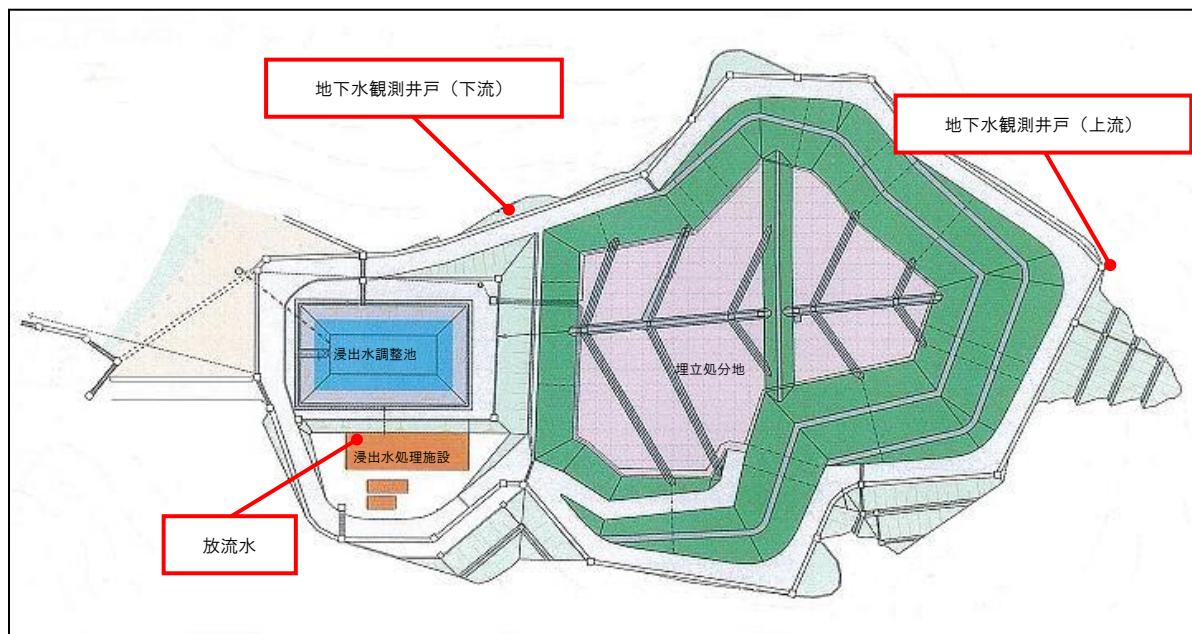 地下水観測井戸（下流）
地下水観測井戸（上流）
浸出水調整池
埋立処分地
浸出水処理施設
放流水